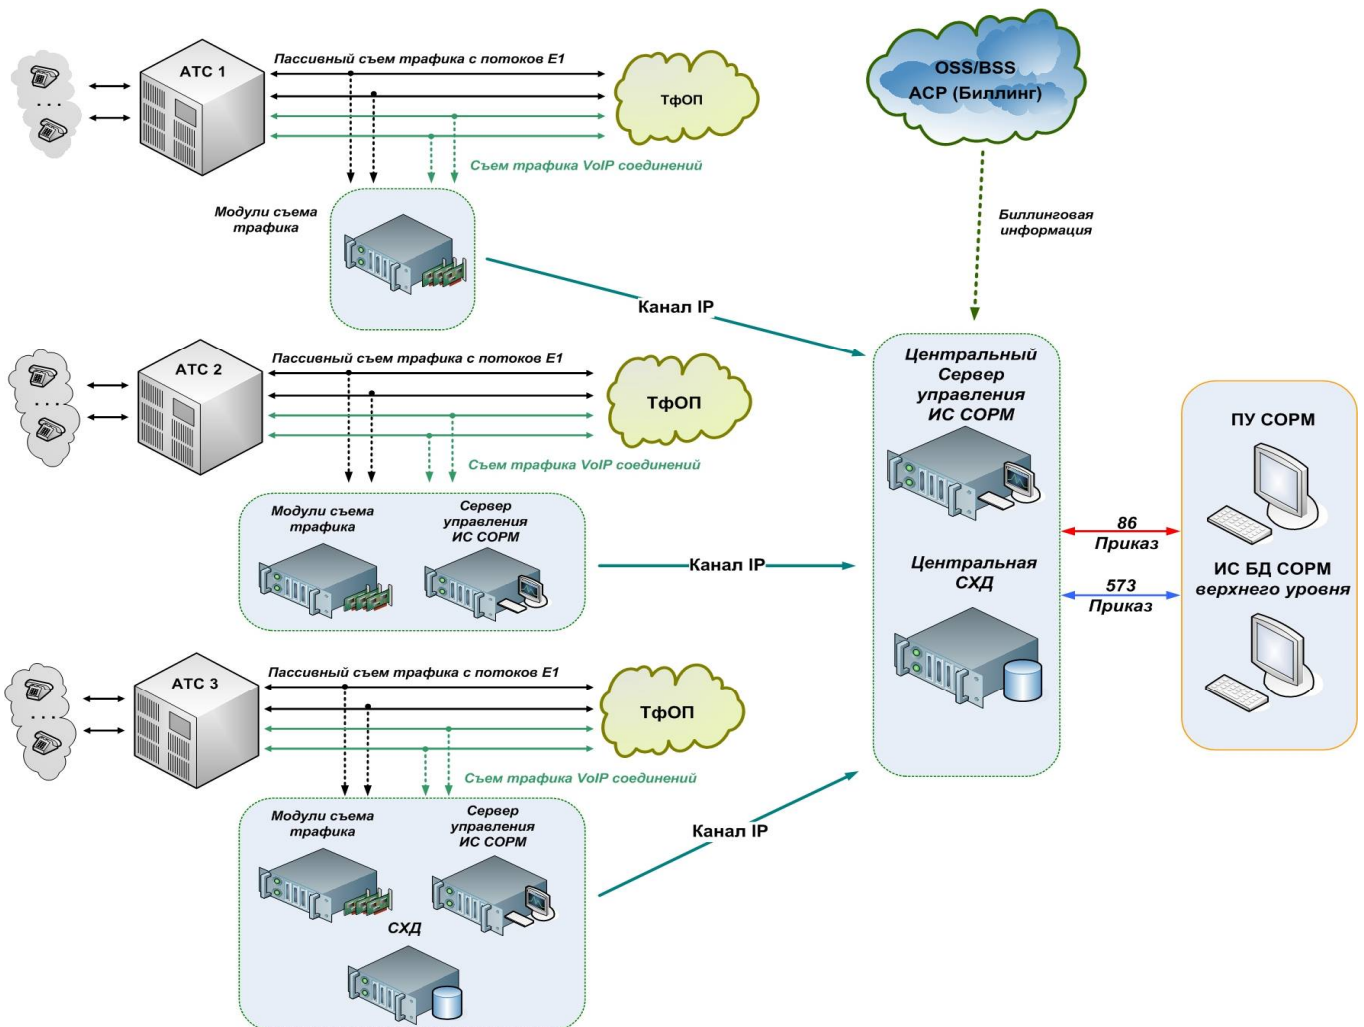 АТС 1
Пассивный съем трафика с потоков Е1
ТфОП
Съем трафика VoIP соединений
Модули съема
трафика
OSS/BSS
АСР (Биллинг)
Биллинговая
информация
Канал IP
АТС 2
Пассивный съем трафика с потоков Е1
ТфОП
Съем трафика VoIP соединений
Модули съема
трафика
Сервер
управления
ИС СОРМ
Канал IP
Центральный
Сервер
управления
ИС СОРМ
Центральная
СХД
86
Приказ
573
Приказ
ПУ СОРМ
ИС БД СОРМ
верхнего уровня
АТС 3
Пассивный съем трафика с потоков Е1
ТфОП
Съем трафика VoIP соединений
Модули съема
трафика
Сервер
управления
ИС СОРМ
СХД
Канал IP